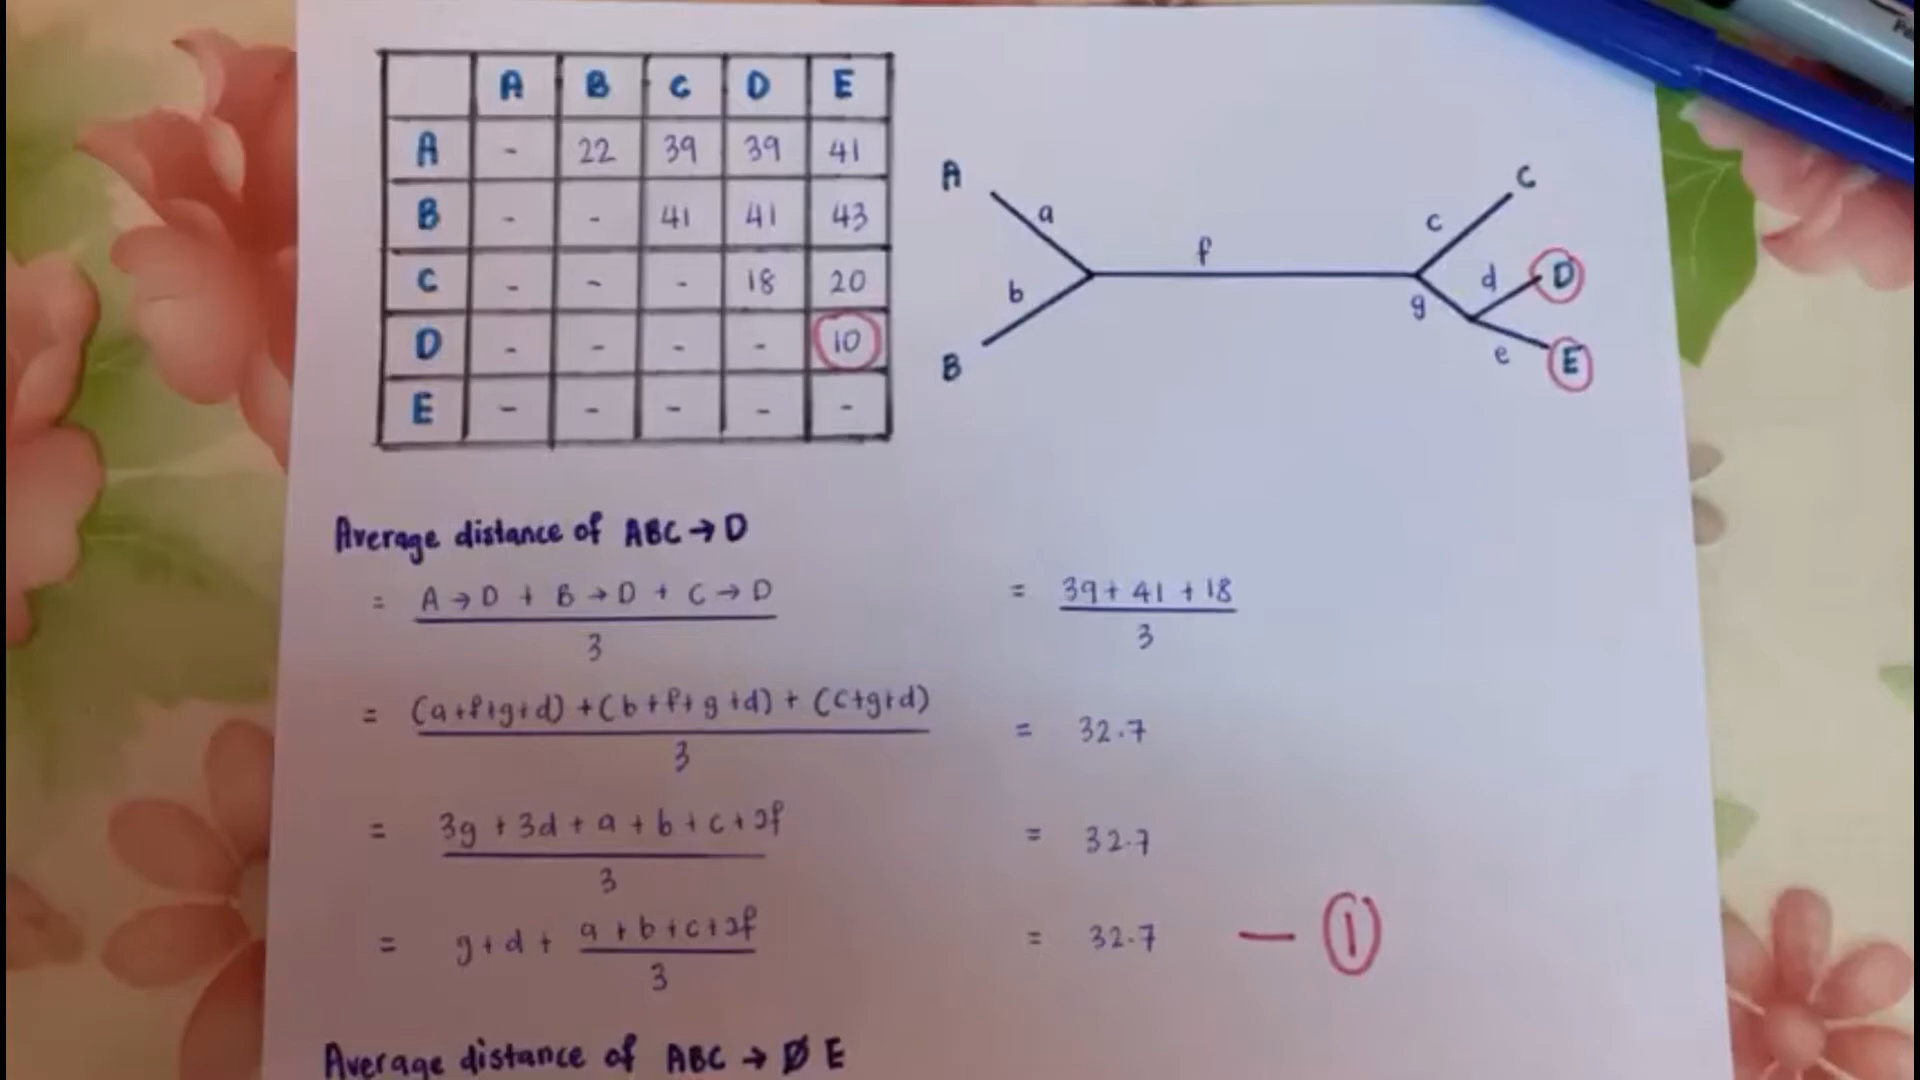 A B C D E
A - 22 39 39 41
B - - 41 41 43
C - - - 18 20
D - - - - 10
E - - - - -
A a f c C
b g d D
B e E
Average distance of ABC → D
= A → D + B → D + C → D / 3 = 39 + 41 + 18 / 3
= (a+f+g+d) + (b+f+g+d) + (c+g+d) / 3 = 32.7
= 3g + 3d + a + b + c + 2f / 3 = 32.7
= g + d + a + b + c + 2f / 3 = 32.7 — ①
Average distance of ABC → E